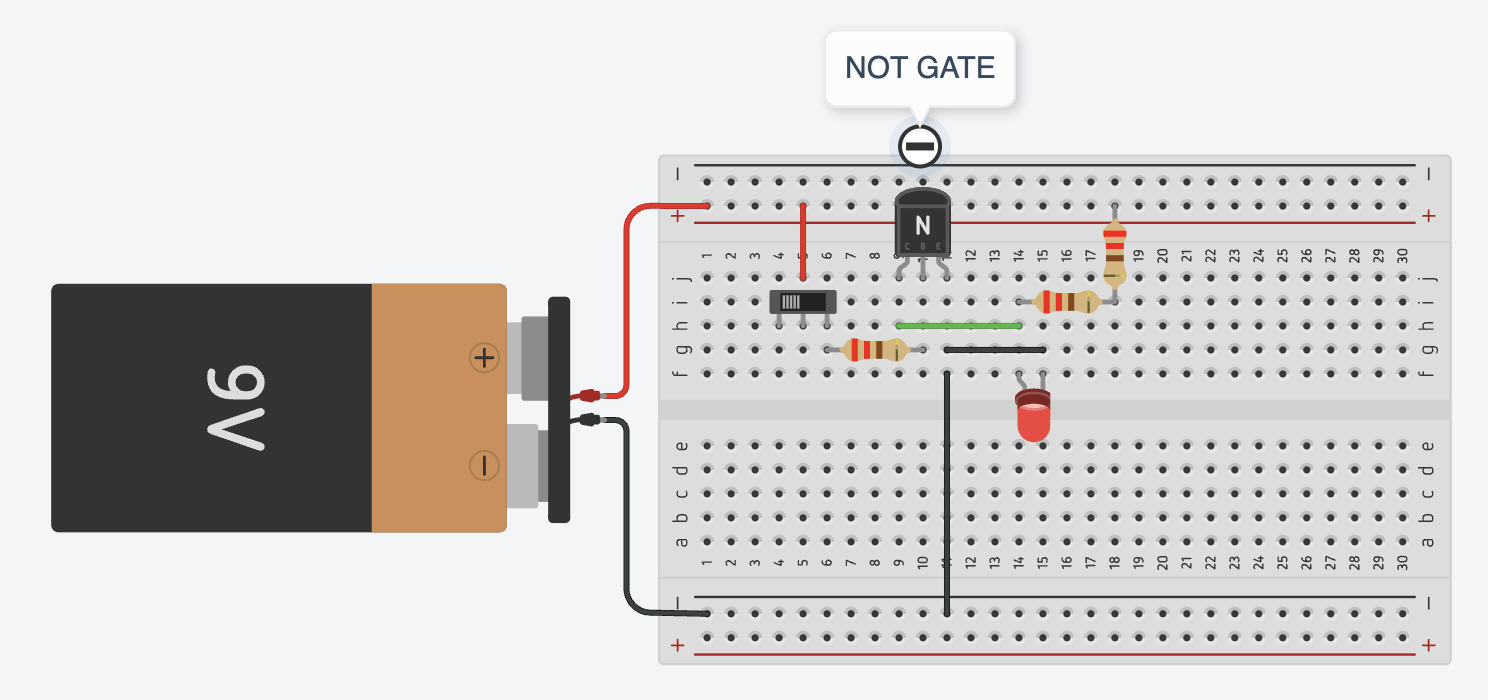 NOT GATE
− −
+ +
N
C B E
1 2 3 4 5 6 7 8 9 10 11 12 13 14 15 16 17 18 19 20 21 22 23 24 25 26 27 28 29 30
j j
i i
h h
g g
f f
9V
+
−
e e
d d
c c
b b
a a
1 2 3 4 5 6 7 8 9 10 11 12 13 14 15 16 17 18 19 20 21 22 23 24 25 26 27 28 29 30
− −
+ +